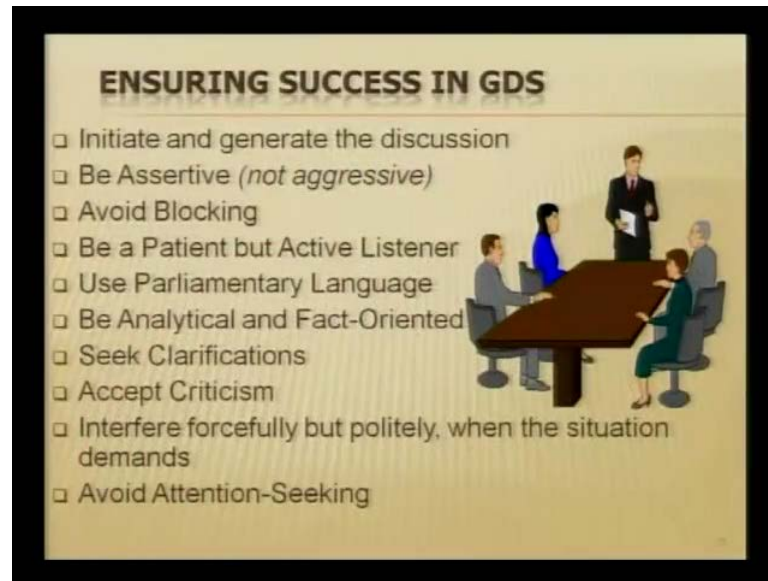 ENSURING SUCCESS IN GDS
❑ Initiate and generate the discussion
❑ Be Assertive (not aggressive)
❑ Avoid Blocking
❑ Be a Patient but Active Listener
❑ Use Parliamentary Language
❑ Be Analytical and Fact-Oriented
❑ Seek Clarifications
❑ Accept Criticism
❑ Interfere forcefully but politely, when the situation
demands
❑ Avoid Attention-Seeking